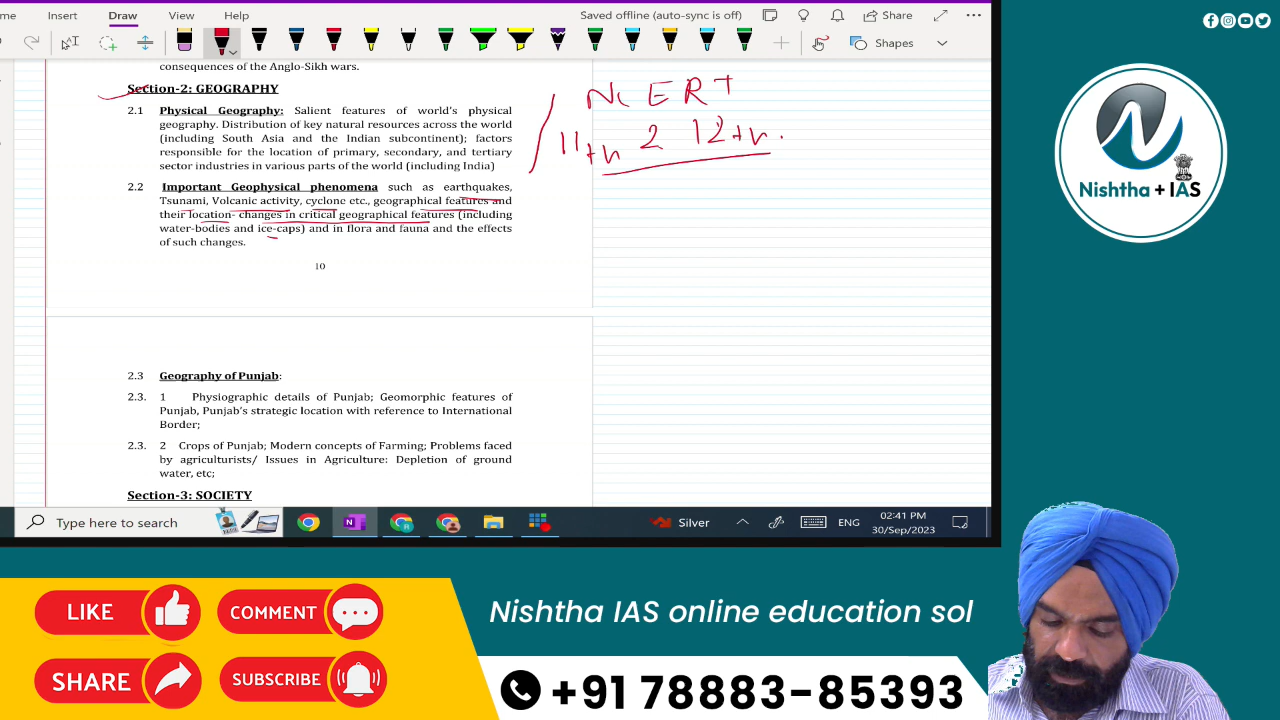 ome Insert Draw View Help Saved offline (auto-sync is off) Share
Shapes
consequences of the Anglo-Sikh wars.
Section-2: GEOGRAPHY
2.1 Physical Geography: Salient features of world's physical
geography. Distribution of key natural resources across the world
(including South Asia and the Indian subcontinent); factors
responsible for the location of primary, secondary, and tertiary
sector industries in various parts of the world (including India)
2.2 Important Geophysical phenomena such as earthquakes,
Tsunami, Volcanic activity, cyclone etc., geographical features and
their location- changes in critical geographical features (including
water-bodies and ice-caps) and in flora and fauna and the effects
of such changes.
10
NCERT
11th 2 12th.
2.3 Geography of Punjab:
2.3. 1 Physiographic details of Punjab; Geomorphic features of
Punjab, Punjab's strategic location with reference to International
Border;
2.3. 2 Crops of Punjab; Modern concepts of Farming; Problems faced
by agriculturists/ Issues in Agriculture: Depletion of ground
water, etc;
Section-3: SOCIETY
Type here to search
Silver
ENG
02:41 PM
30/Sep/2023
Nishtha + IAS
LIKE
COMMENT
SHARE
SUBSCRIBE
Nishtha IAS online education sol
+91 78883-85393